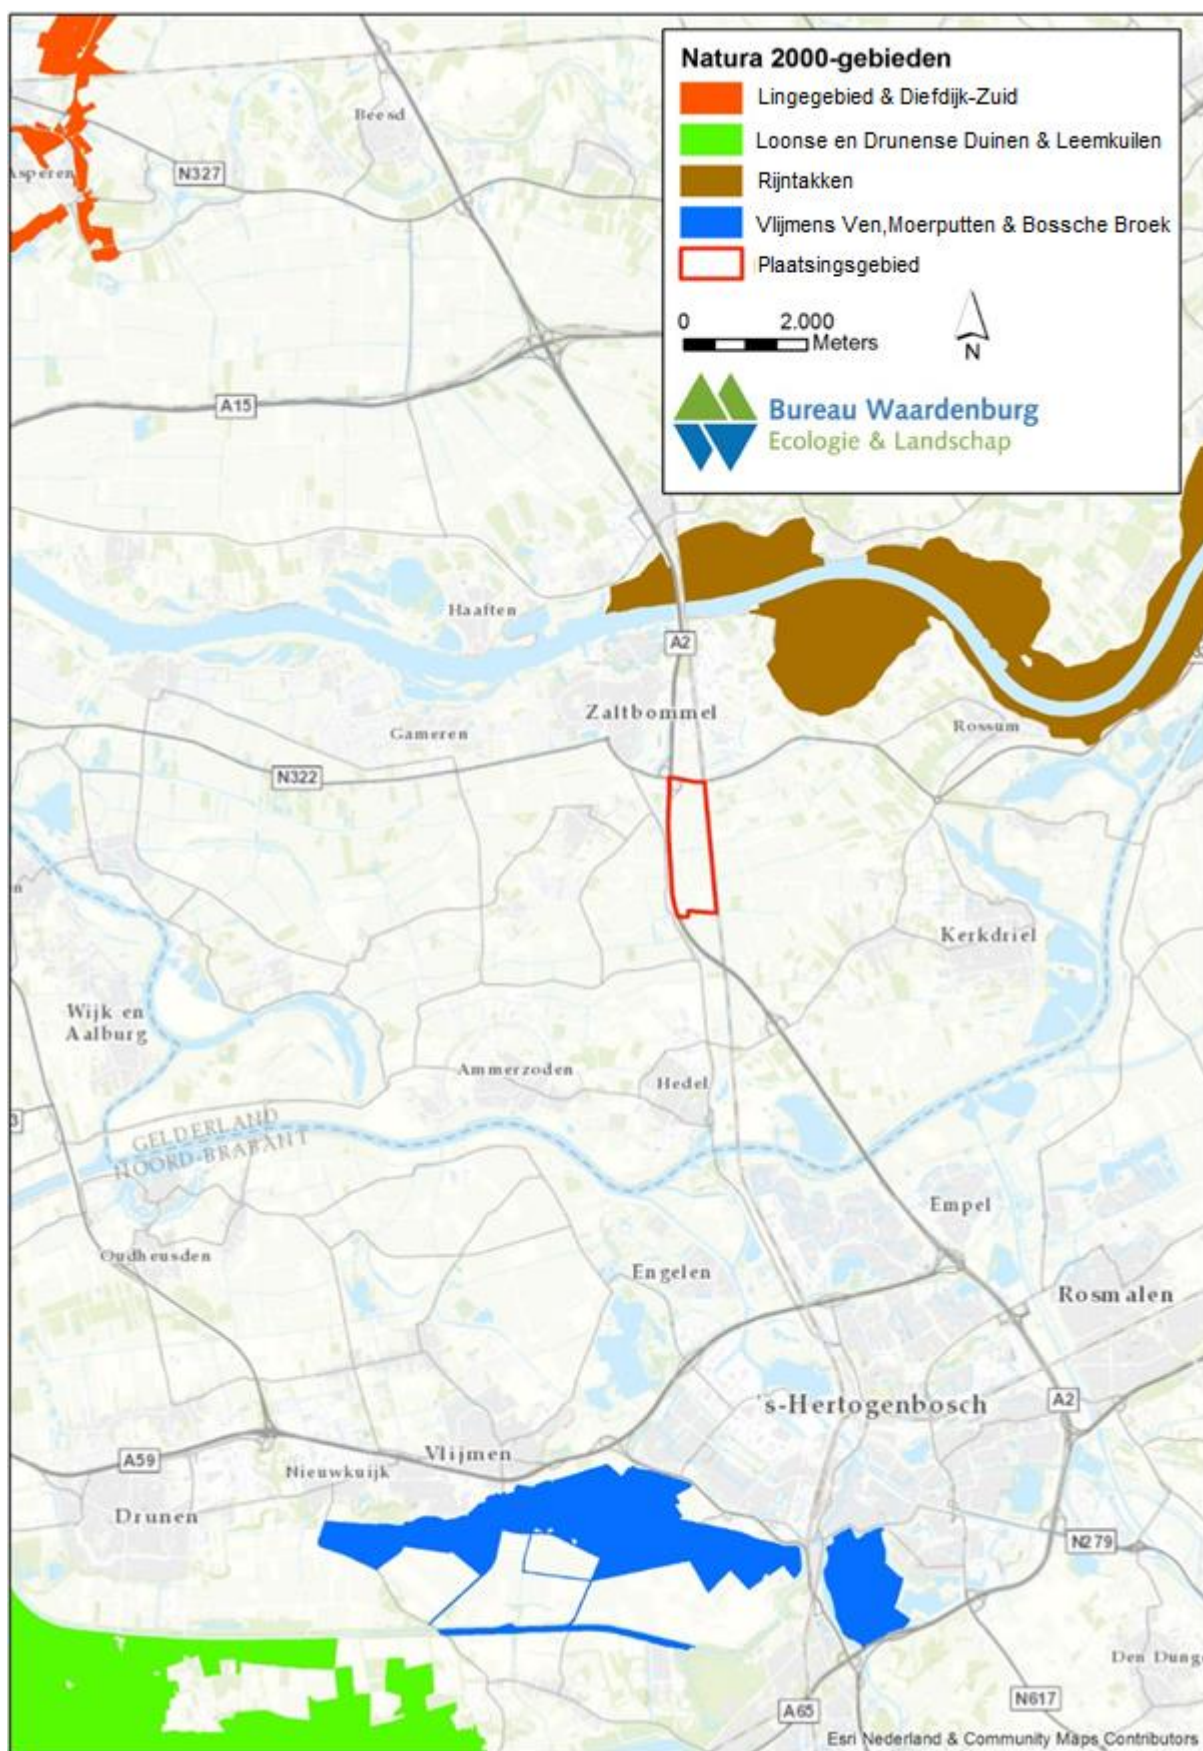 Natura 2000-gebieden
Lingegebied & Diefdijk-Zuid
Loonse en Drunense Duinen & Leemkuilen
Rijntakken
Vlijmens Ven,Moerputten & Bossche Broek
Plaatsingsgebied
0 2.000
Meters
N
Bureau Waardenburg
Ecologie & Landschap
Beesd
N327
A15
Haaften
A2
Zaltbommel
Gameren
Rossum
N322
Kerkdriel
Wijk en
Aalburg
Ammerzoden
Hedel
GELDERLAND
NOORD-BRABANT
Empel
Oudheusden
Engelen
Rosmalen
's-Hertogenbosch
A2
A59
Vlijmen
Nieuwkuijk
Drunen
N279
N617
A65
Esri Nederland & Community Maps Contributors